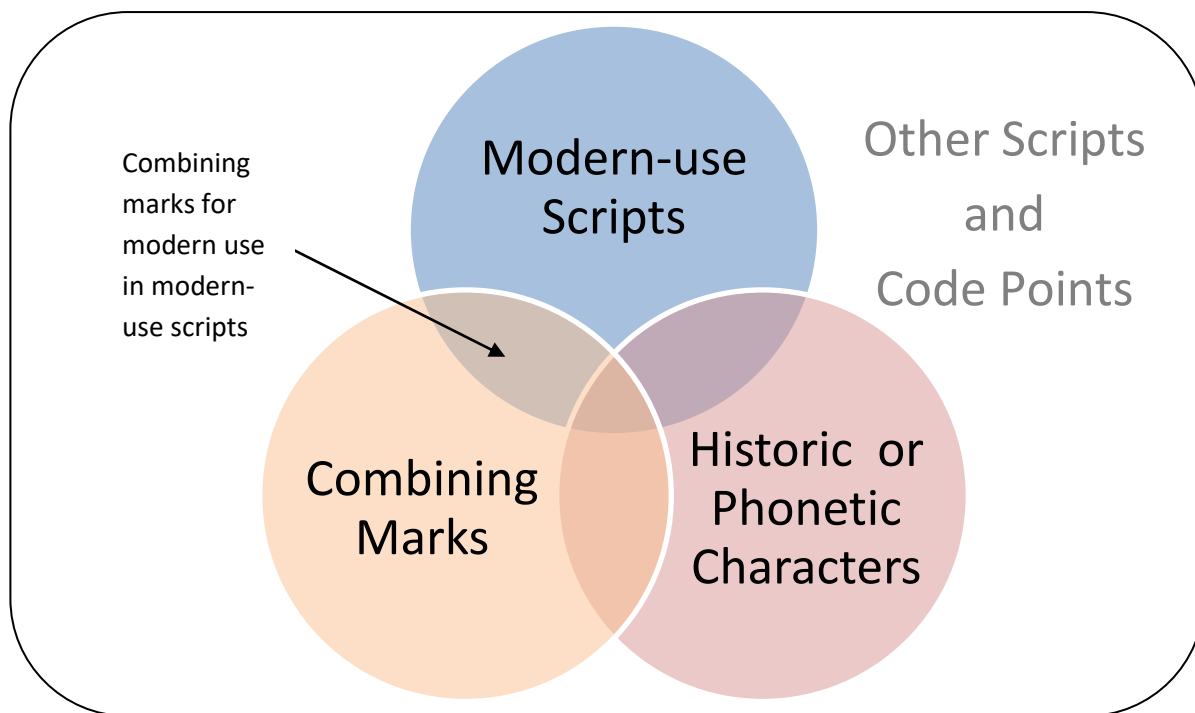 Combining
marks for
modern use
in modern-
use scripts
Modern-use
Scripts
Other Scripts
and
Code Points
Combining
Marks
Historic or
Phonetic
Characters